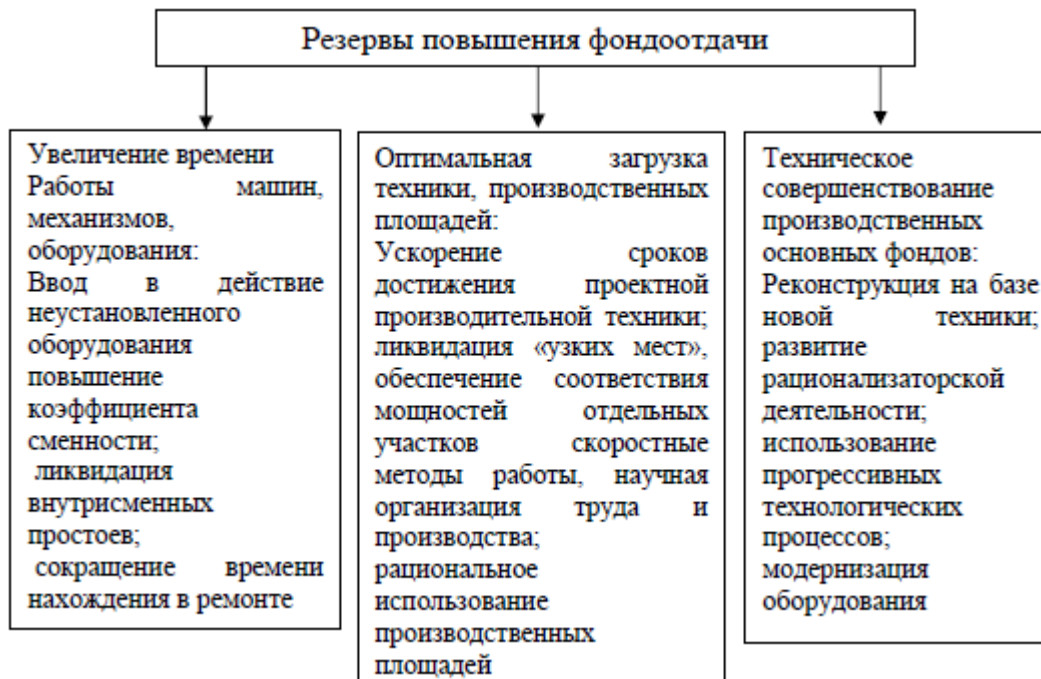 Резервы повышения фондоотдачи
Увеличение времени
Работы машин,
механизмов,
оборудования:
Ввод в действие
неустановленного
оборудования
повышение
коэффициента
сменности;
ликвидация
внутрисменных
простоев;
сокращение времени
нахождения в ремонте
Оптимальная загрузка
техники, производственных
площадей:
Ускорение сроков
достижения проектной
производительной техники;
ликвидация «узких мест»,
обеспечение соответствия
мощностей отдельных
участков скоростные
методы работы, научная
организация труда и
производства;
рациональное
использование
производственных
площадей
Техническое
совершенствование
производственных
основных фондов:
Реконструкция на базе
новой техники;
развитие
рационализаторской
деятельности;
использование
прогрессивных
технологических
процессов;
модернизация
оборудования